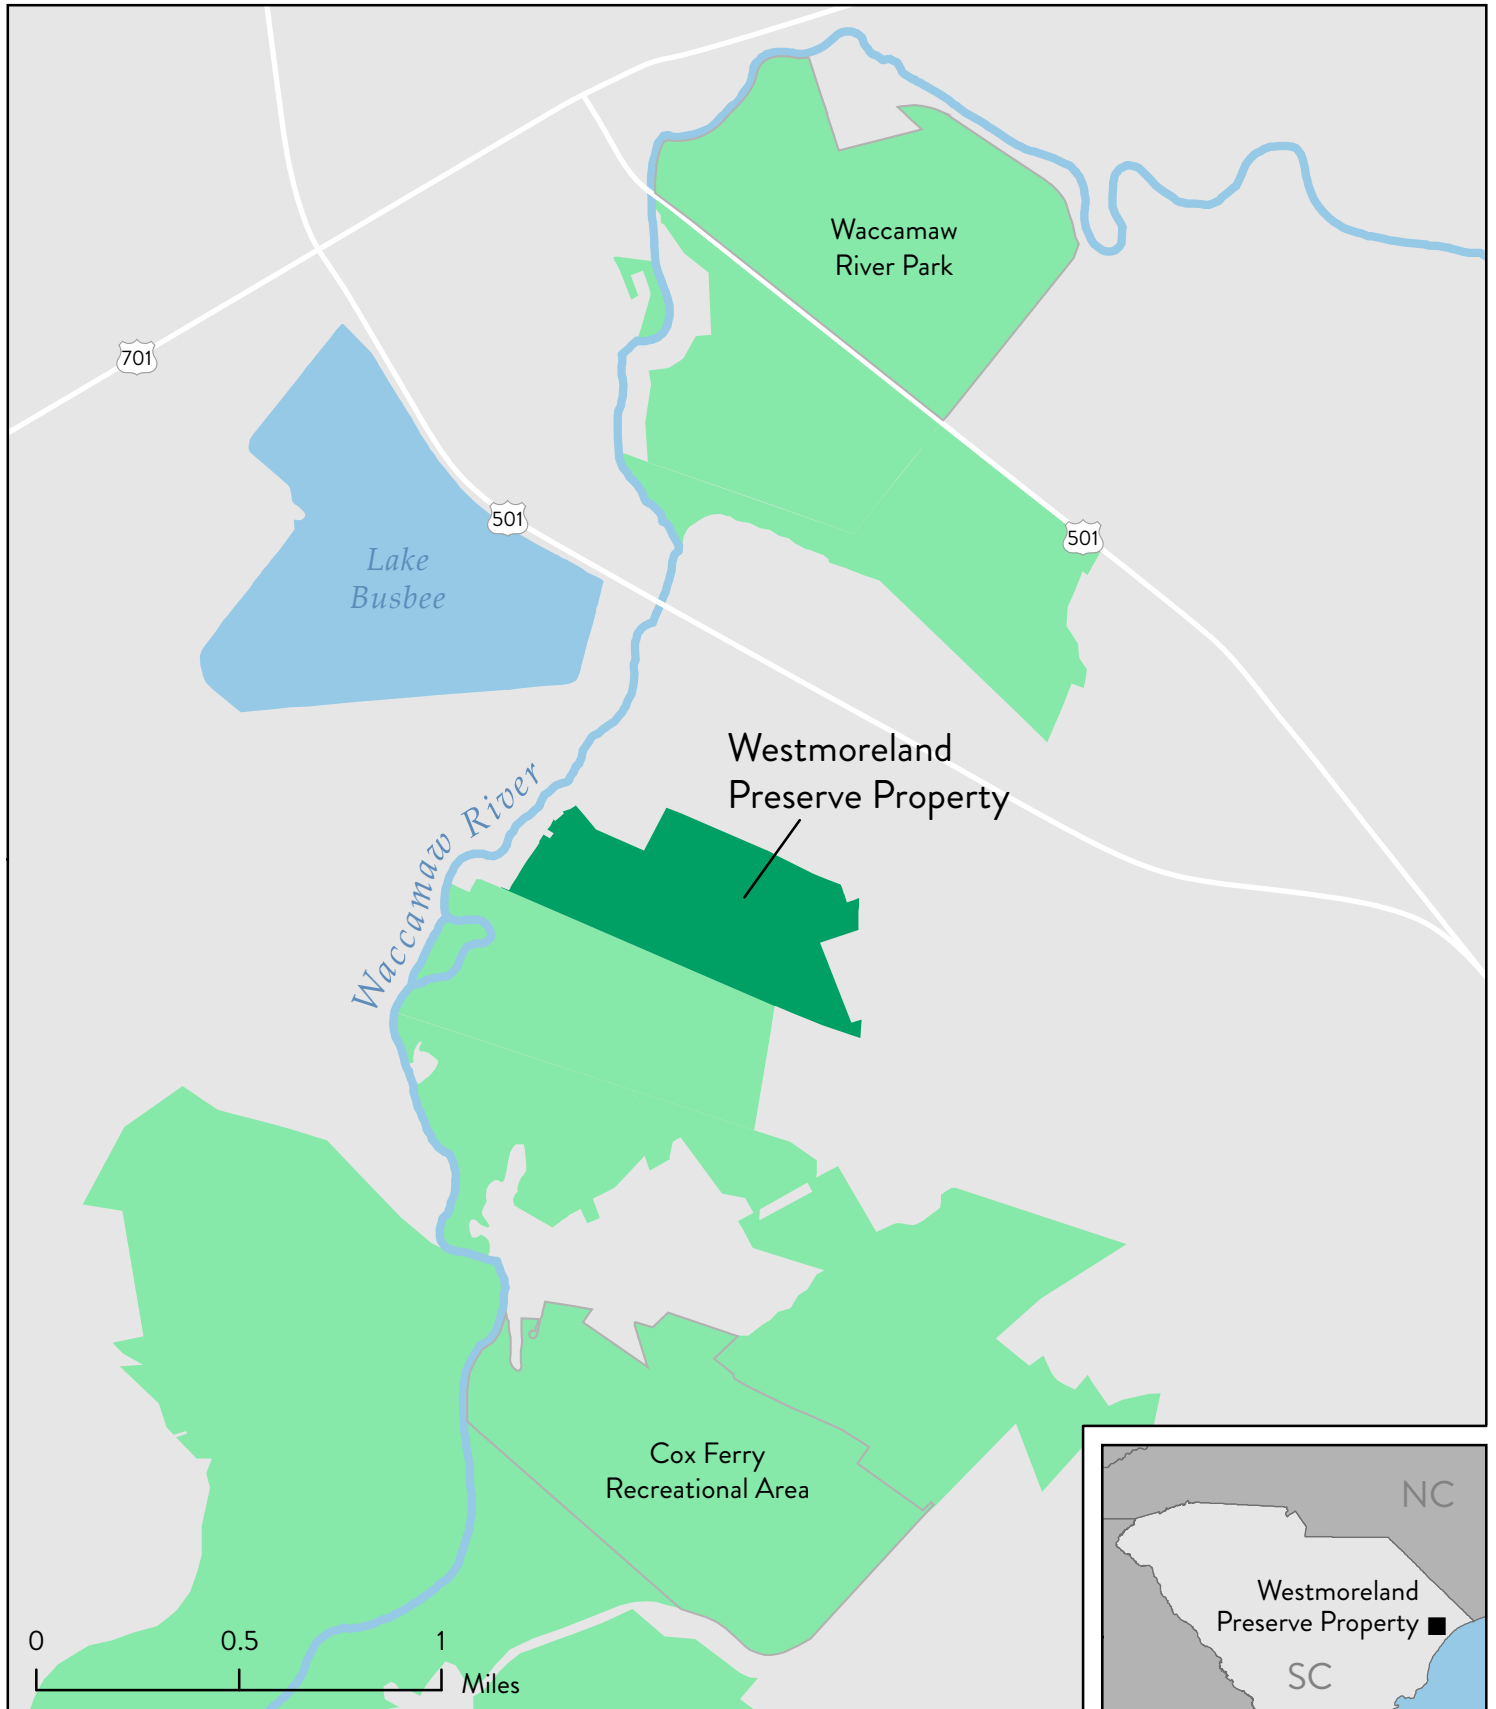 Waccamaw
River Park
701
501
501
Lake
Busbee
Westmoreland
Preserve Property
Waccamaw River
Cox Ferry
Recreational Area
0 0.5 1
Miles
NC
Westmoreland
Preserve Property
SC